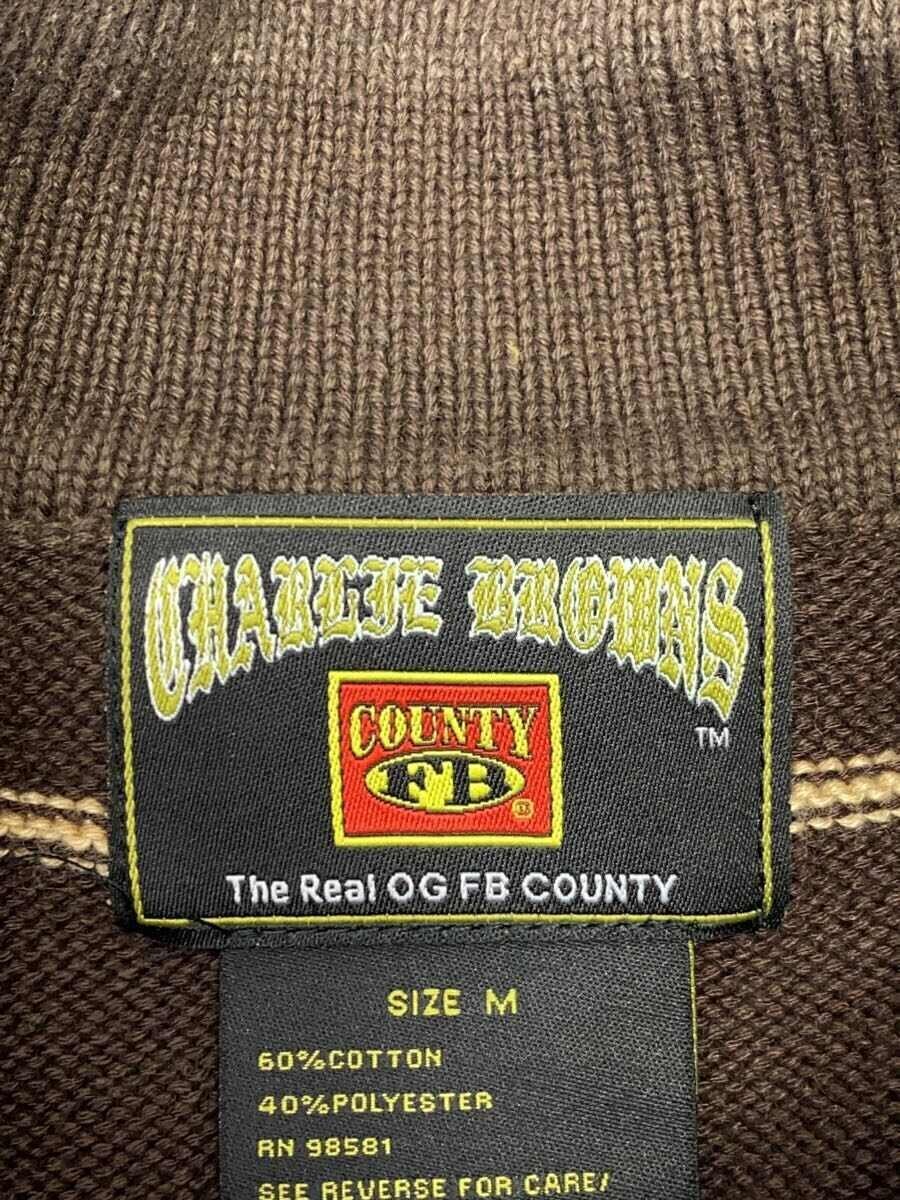 CHARLIE BROWNS
TM
COUNTY
FB
®
The Real OG FB COUNTY
SIZE M
60%COTTON
40%POLYESTER
RN 98581
SEE REVERSE FOR CARE/